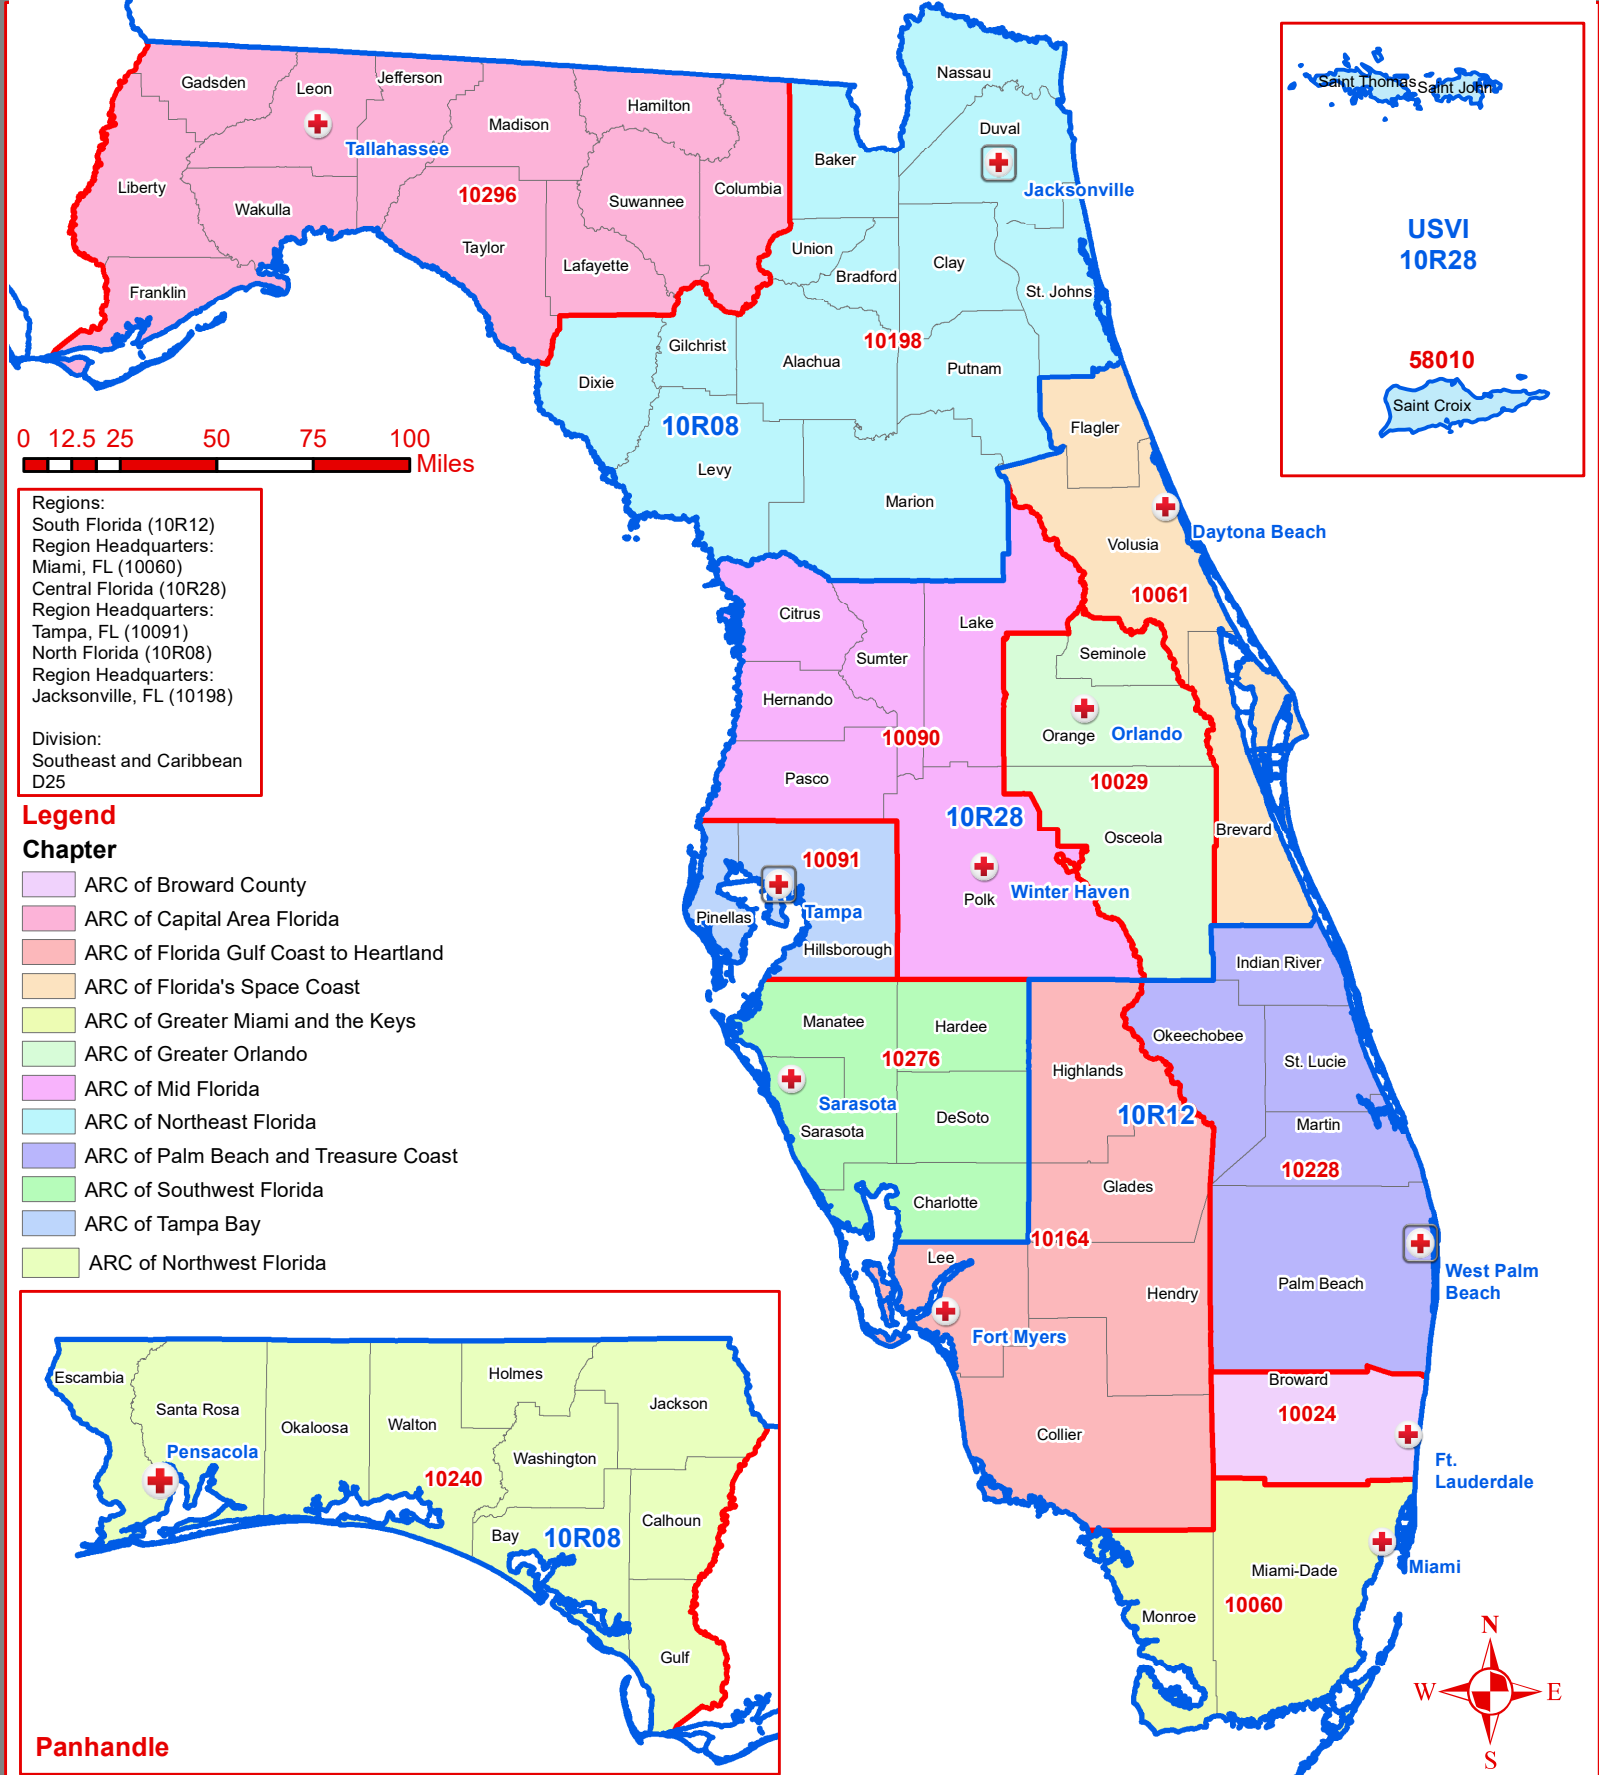 Nassau
Gadsden
Leon
Jefferson
Hamilton
Madison
Duval
Tallahassee
Baker
Liberty
10296
Columbia
Jacksonville
Wakulla
Suwannee
Taylor
Union
Lafayette
Bradford
Clay
Franklin
St. Johns
Gilchrist
10198
Alachua
Putnam
Dixie
10R08
Levy
Marion
Flagler
Daytona Beach
Volusia
10061
Saint Thomas
Saint John
USVI
10R28
58010
Saint Croix
0 12.5 25 50 75 100
Miles
Regions:
South Florida (10R12)
Region Headquarters:
Miami, FL (10060)
Central Florida (10R28)
Region Headquarters:
Tampa, FL (10091)
North Florida (10R08)
Region Headquarters:
Jacksonville, FL (10198)
Division:
Southeast and Caribbean
D25
Citrus
Lake
Sumter
Seminole
Hernando
10090
Orange
Orlando
Pasco
10029
10R28
Osceola
Brevard
10091
Polk
Winter Haven
Pinellas
Tampa
Hillsborough
Indian River
Manatee
Hardee
Okeechobee
10276
Highlands
St. Lucie
Sarasota
DeSoto
10R12
Sarasota
Martin
10228
Glades
Charlotte
10164
Lee
Palm Beach
West Palm
Beach
Hendry
Fort Myers
Broward
10024
Collier
Ft.
Lauderdale
Miami-Dade
Miami
Monroe
10060
Legend
Chapter
ARC of Broward County
ARC of Capital Area Florida
ARC of Florida Gulf Coast to Heartland
ARC of Florida's Space Coast
ARC of Greater Miami and the Keys
ARC of Greater Orlando
ARC of Mid Florida
ARC of Northeast Florida
ARC of Palm Beach and Treasure Coast
ARC of Southwest Florida
ARC of Tampa Bay
ARC of Northwest Florida
Escambia
Holmes
Santa Rosa
Jackson
Okaloosa
Walton
Pensacola
Washington
10240
Calhoun
Bay
10R08
Gulf
Panhandle
N
W
E
S